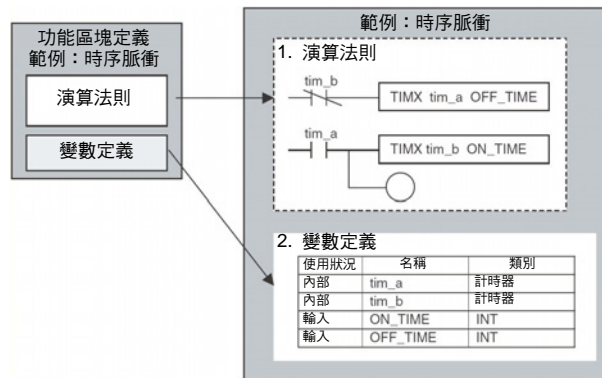 功能區塊定義
範例：時序脈衝
演算法則
變數定義
範例：時序脈衝
1. 演算法則
tim_b
TIMX tim_a OFF_TIME
tim_a
TIMX tim_b ON_TIME
2. 變數定義
使用狀況 名稱 類別
內部 tim_a 計時器
內部 tim_b 計時器
輸入 ON_TIME INT
輸入 OFF_TIME INT